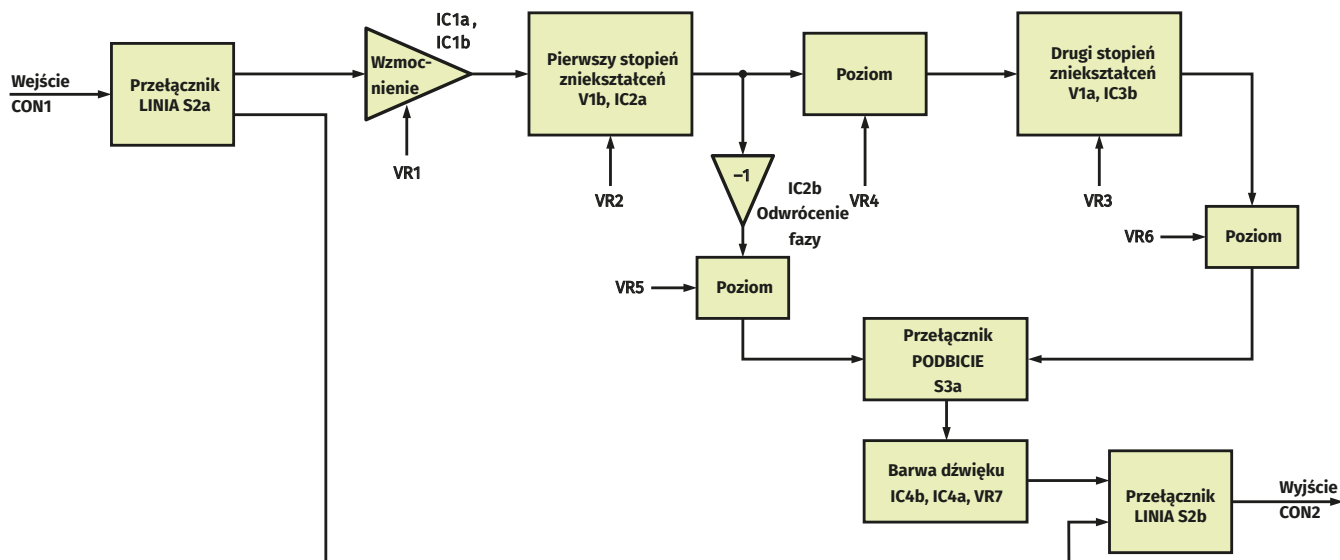 Wejście
CON1
Przełącznik
LINIA S2a
IC1a,
IC1b
Wzmoc-
nienie
VR1
Pierwszy stopień
zniekształceń
V1b, IC2a
VR2
Poziom
VR4
Drugi stopień
zniekształceń
V1a, IC3b
VR3
–1
IC2b
Odwrócenie
fazy
VR5
Poziom
VR6
Poziom
Przełącznik
PODBICIE
S3a
Barwa dźwięku
IC4b, IC4a, VR7
Przełącznik
LINIA S2b
Wyjście
CON2